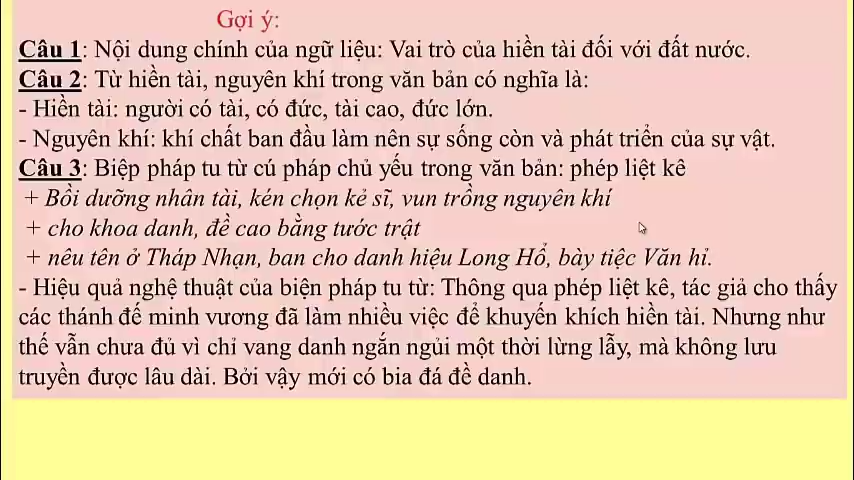 Gợi ý:
Câu 1: Nội dung chính của ngữ liệu: Vai trò của hiền tài đối với đất nước.
Câu 2: Từ hiền tài, nguyên khí trong văn bản có nghĩa là:
- Hiền tài: người có tài, có đức, tài cao, đức lớn.
- Nguyên khí: khí chất ban đầu làm nên sự sống còn và phát triển của sự vật.
Câu 3: Biệp pháp tu từ cú pháp chủ yếu trong văn bản: phép liệt kê
+ Bồi dưỡng nhân tài, kén chọn kẻ sĩ, vun trồng nguyên khí
+ cho khoa danh, đề cao bằng tước trật
+ nêu tên ở Tháp Nhạn, ban cho danh hiệu Long Hổ, bày tiệc Văn hỉ.
- Hiệu quả nghệ thuật của biện pháp tu từ: Thông qua phép liệt kê, tác giả cho thấy
các thánh đế minh vương đã làm nhiều việc để khuyến khích hiền tài. Nhưng như
thế vẫn chưa đủ vì chỉ vang danh ngắn ngủi một thời lừng lẫy, mà không lưu
truyền được lâu dài. Bởi vậy mới có bia đá đề danh.